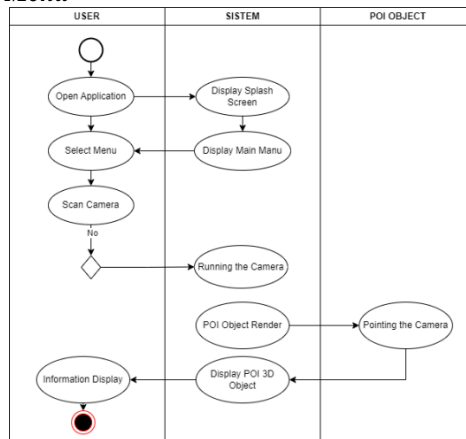 USER
SISTEM
POI OBJECT
Open Application
Display Splash
Screen
Select Menu
Display Main Manu
Scan Camera
No
Running the Camera
POI Object Render
Pointing the Camera
Information Display
Display POI 3D
Object